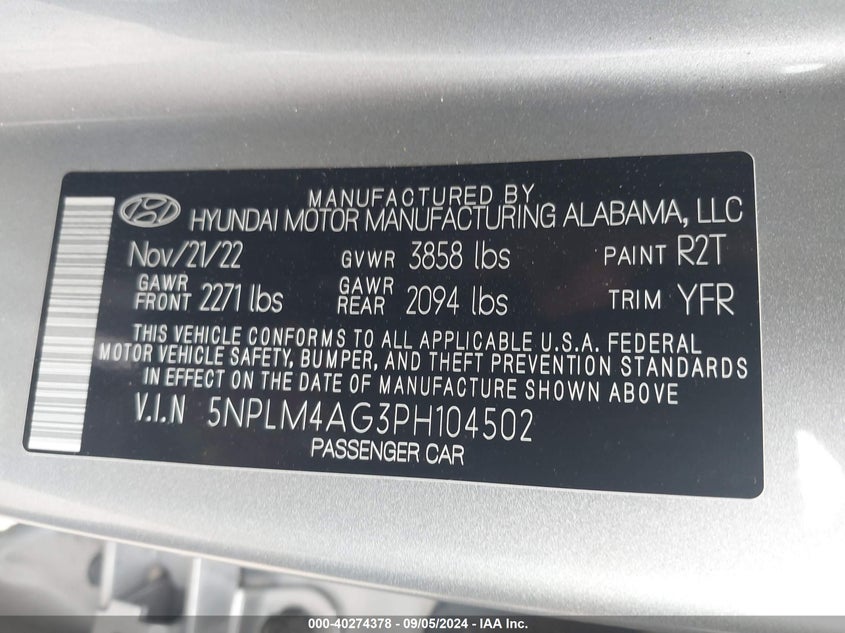 MANUFACTURED BY
HYUNDAI MOTOR MANUFACTURING ALABAMA, LLC
Nov/21/22 GVWR 3858 lbs PAINT R2T
GAWR FRONT 2271 lbs GAWR REAR 2094 lbs TRIM YFR
THIS VEHICLE CONFORMS TO ALL APPLICABLE U.S.A. FEDERAL
MOTOR VEHICLE SAFETY, BUMPER, AND THEFT PREVENTION STANDARDS
IN EFFECT ON THE DATE OF MANUFACTURE SHOWN ABOVE
V.I.N 5NPLM4AG3PH104502
PASSENGER CAR
000-40274378 - 09/05/2024 - IAA Inc.